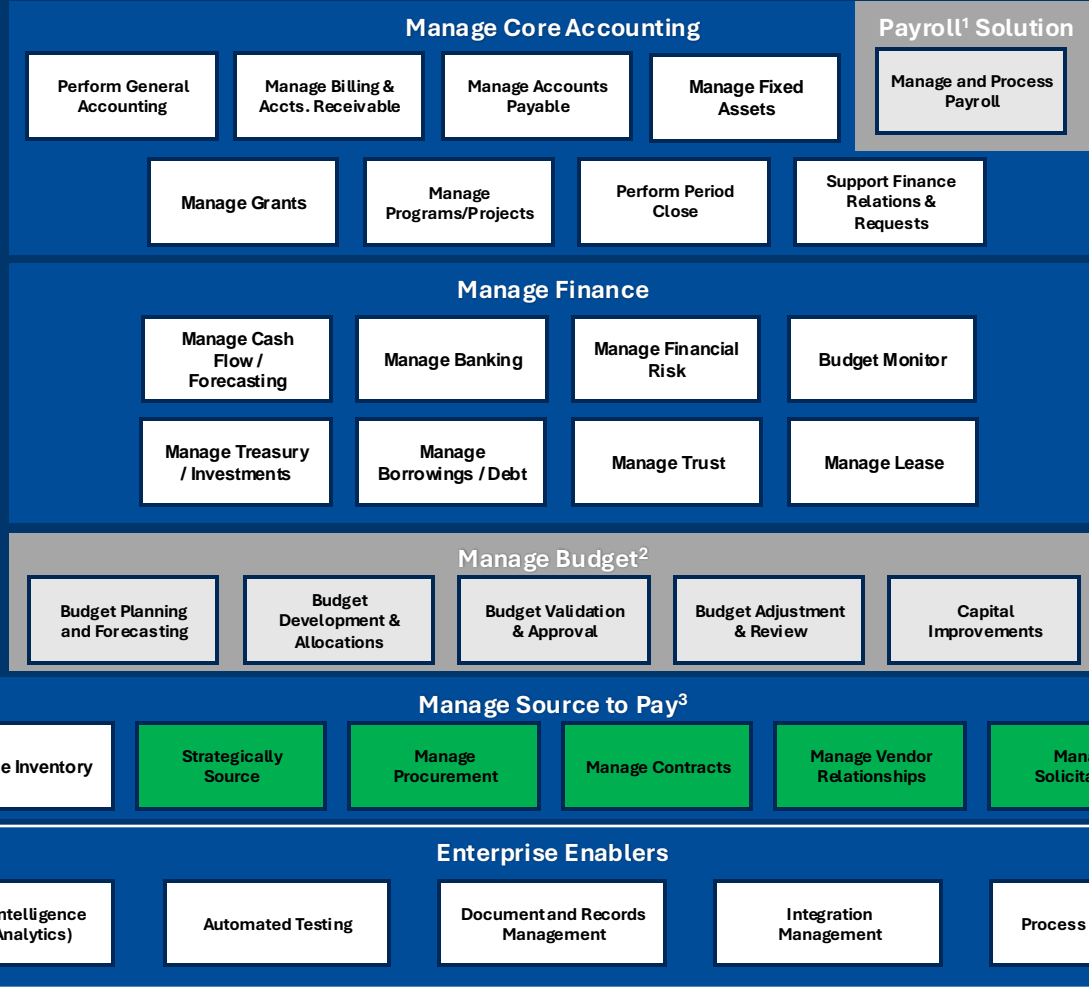 Manage Core Accounting
Payroll¹ Solution
Perform General
Accounting
Manage Billing &
Accts. Receivable
Manage Accounts
Payable
Manage Fixed
Assets
Manage and Process
Payroll
Manage Grants
Manage
Programs/Projects
Perform Period
Close
Support Finance
Relations &
Requests
Manage Finance
Manage Cash
Flow /
Forecasting
Manage Banking
Manage Financial
Risk
Budget Monitor
Manage Treasury
/ Investments
Manage
Borrowings / Debt
Manage Trust
Manage Lease
Manage Budget²
Budget Planning
and Forecasting
Budget
Development &
Allocations
Budget Validation
& Approval
Budget Adjustment
& Review
Capital
Improvements
Manage Source to Pay³
e Inventory
Strategically
Source
Manage
Procurement
Manage Contracts
Manage Vendor
Relationships
Mana
Solicita
Enterprise Enablers
ntelligence
Analytics)
Automated Testing
Document and Records
Management
Integration
Management
Process